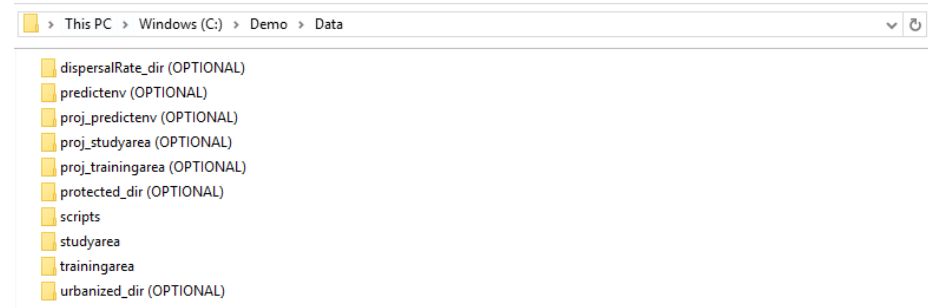 This PC > Windows (C:) > Demo > Data
dispersalRate_dir (OPTIONAL)
predictenv (OPTIONAL)
proj_predictenv (OPTIONAL)
proj_studyarea (OPTIONAL)
proj_trainingarea (OPTIONAL)
protected_dir (OPTIONAL)
scripts
studyarea
trainingarea
urbanized_dir (OPTIONAL)